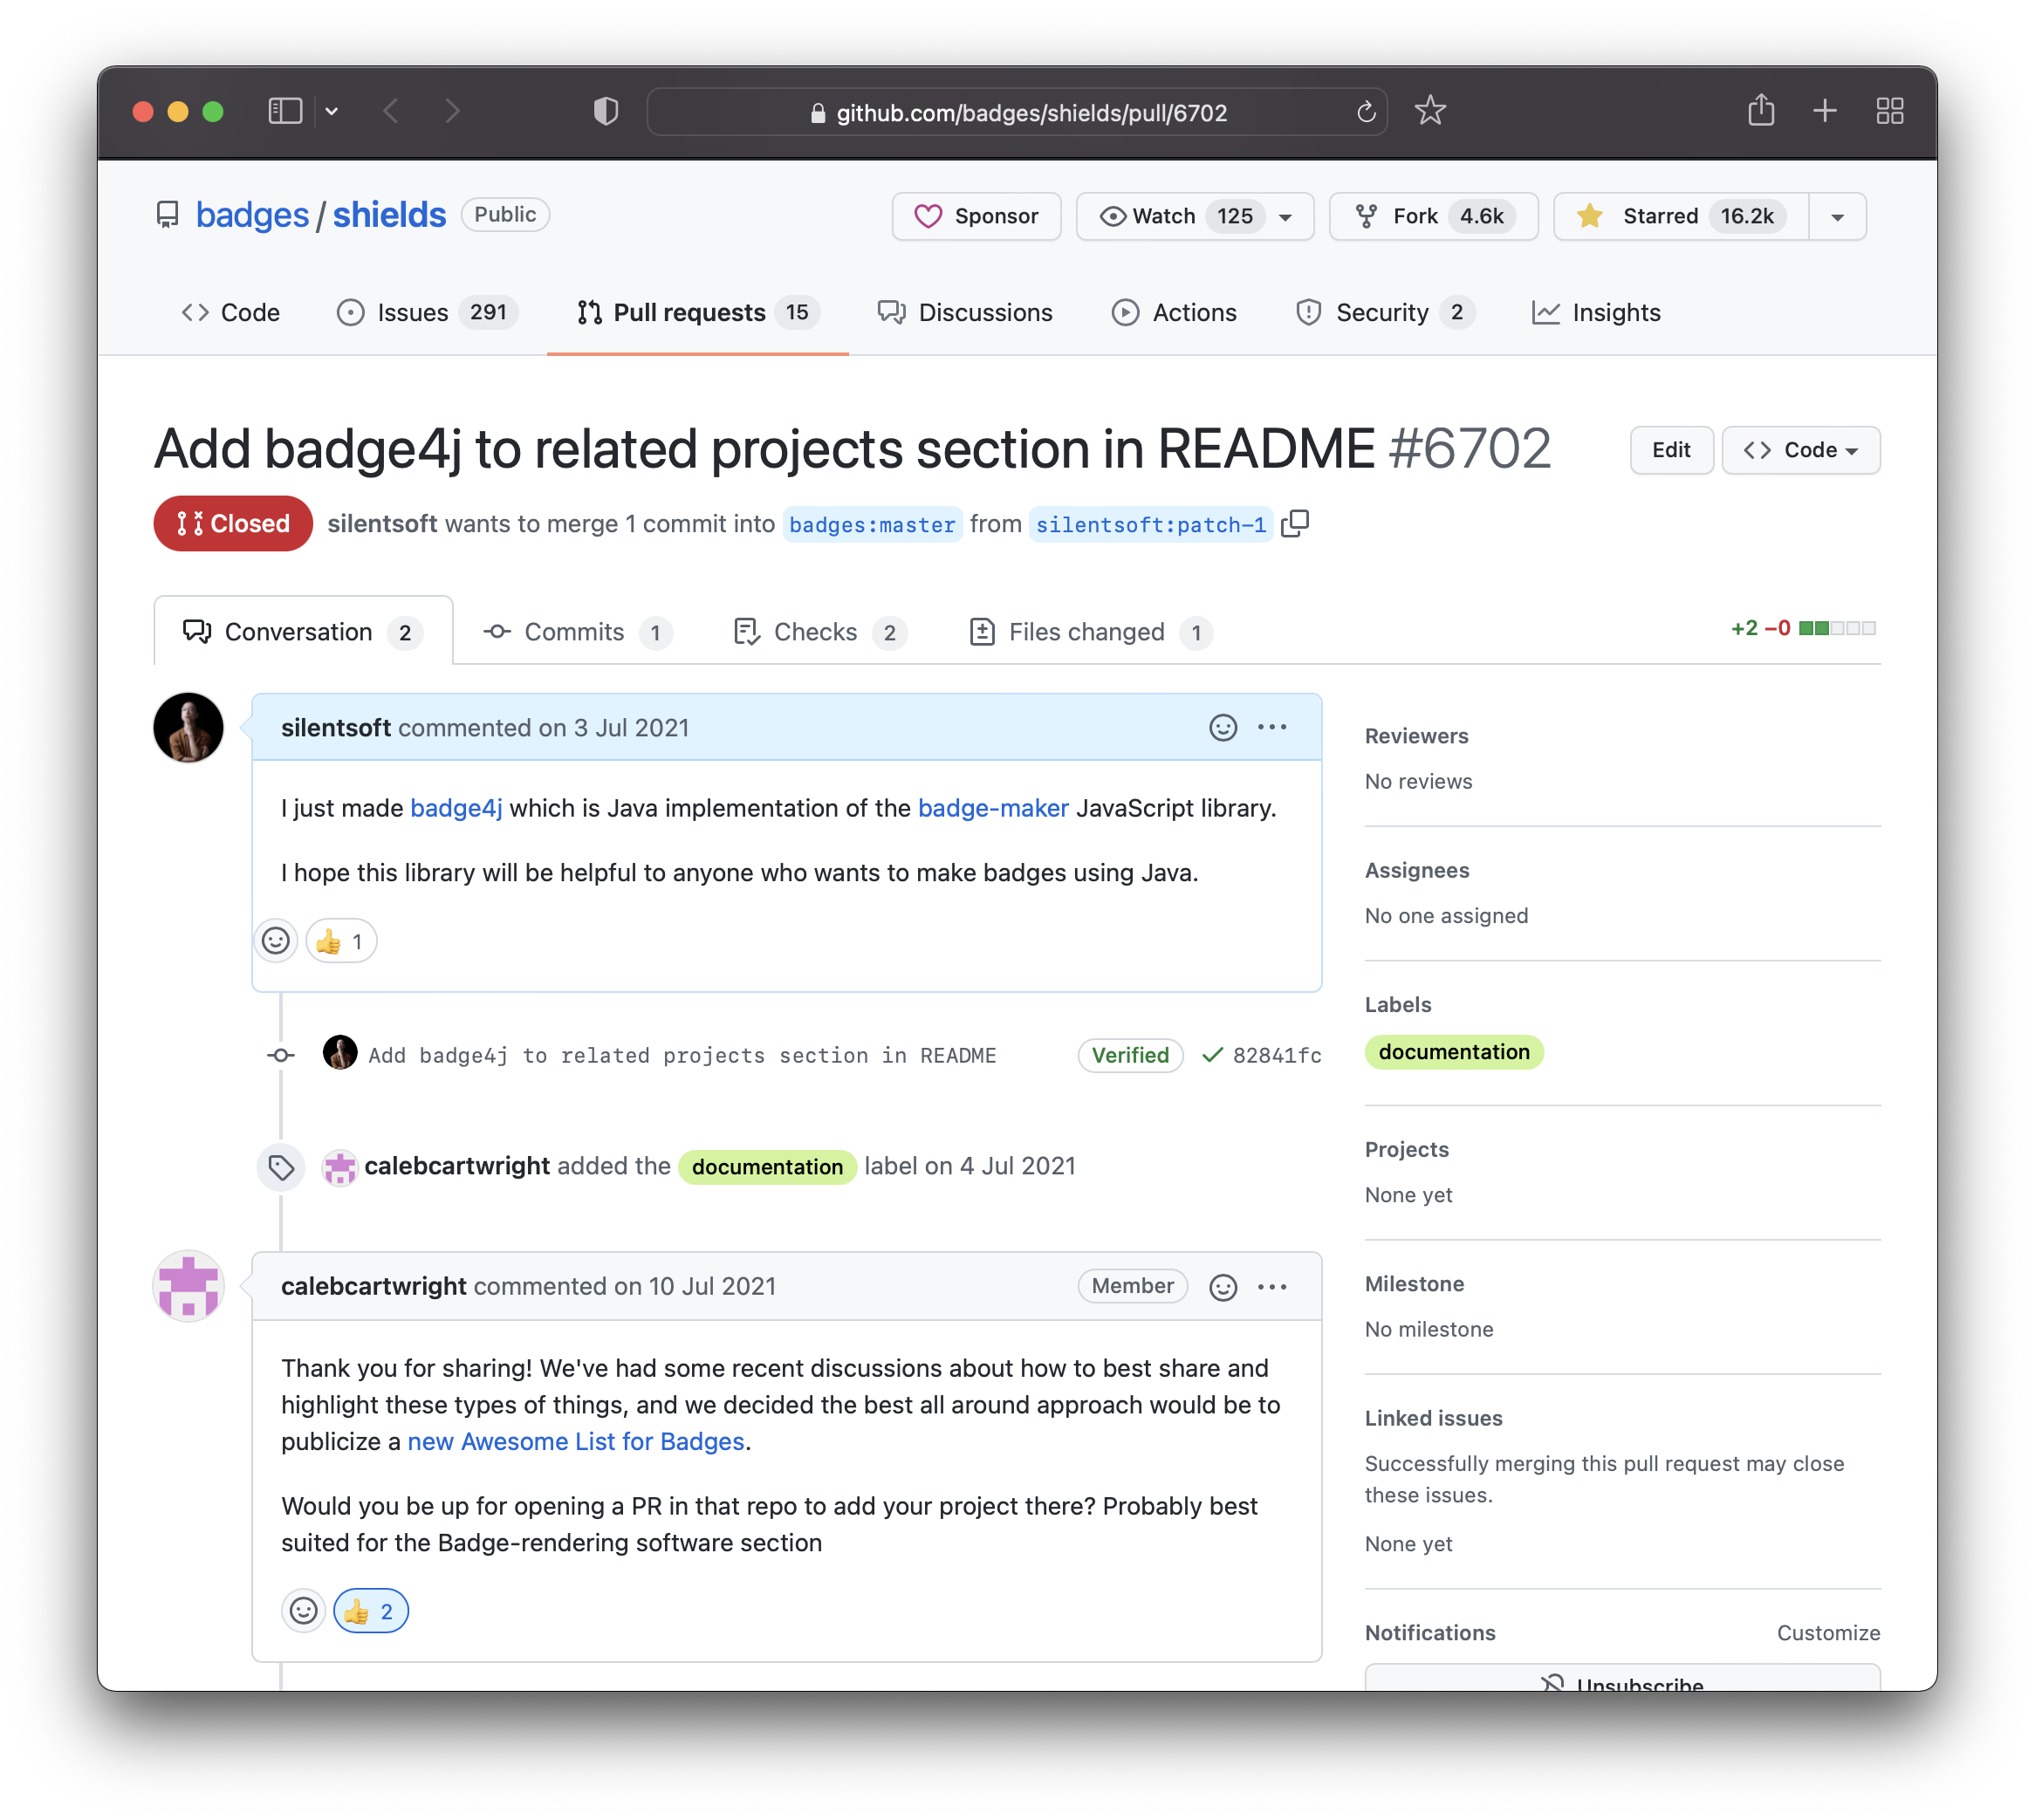 github.com/badges/shields/pull/6702
badges / shields Public
Sponsor Watch 125 Fork 4.6k Starred 16.2k
Code Issues 291 Pull requests 15 Discussions Actions Security 2 Insights
Add badge4j to related projects section in README #6702
Edit Code
Closed silentsoft wants to merge 1 commit into badges:master from silentsoft:patch-1
Conversation 2 Commits 1 Checks 2 Files changed 1
+2 −0
silentsoft commented on 3 Jul 2021
I just made badge4j which is Java implementation of the badge-maker JavaScript library.
I hope this library will be helpful to anyone who wants to make badges using Java.
1
Add badge4j to related projects section in README Verified 82841fc
calebcartwright added the documentation label on 4 Jul 2021
calebcartwright commented on 10 Jul 2021 Member
Thank you for sharing! We've had some recent discussions about how to best share and
highlight these types of things, and we decided the best all around approach would be to
publicize a new Awesome List for Badges.
Would you be up for opening a PR in that repo to add your project there? Probably best
suited for the Badge-rendering software section
2
Reviewers
No reviews
Assignees
No one assigned
Labels
documentation
Projects
None yet
Milestone
No milestone
Linked issues
Successfully merging this pull request may close
these issues.
None yet
Notifications Customize
Unsubscribe